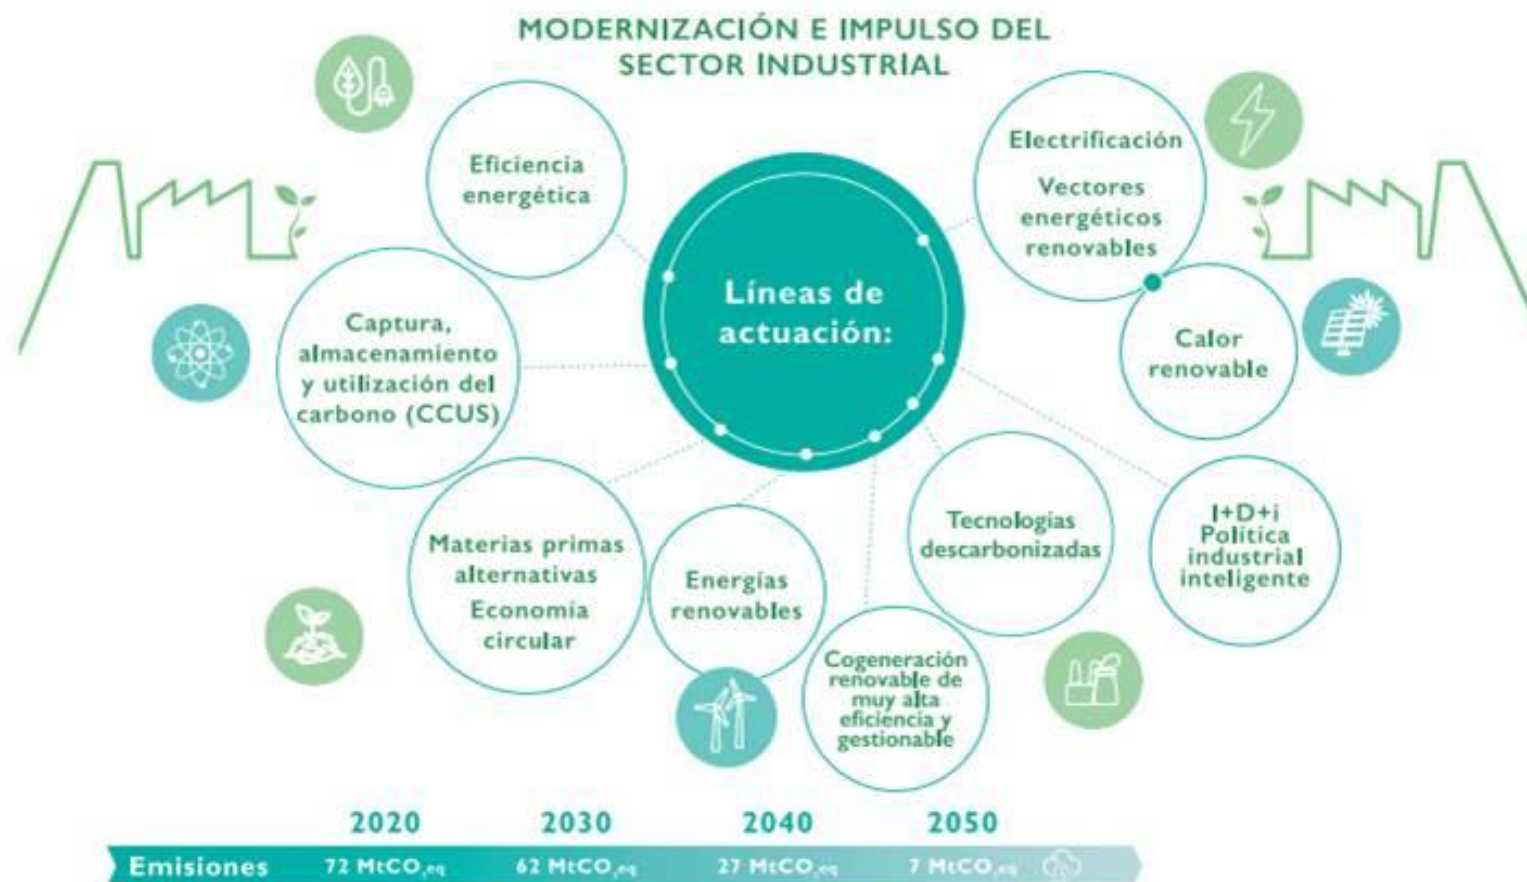 MODERNIZACIÓN E IMPULSO DEL
SECTOR INDUSTRIAL
Eficiencia
energética
Electrificación
Vectores
energéticos
renovables
Líneas de
actuación:
Captura,
almacenamiento
y utilización del
carbono (CCUS)
Calor
renovable
Materias primas
alternativas
Economía
circular
Energías
renovables
Cogeneración
renovable de
muy alta
eficiencia y
gestionable
Tecnologías
descarbonizadas
I+D+i
Política
industrial
inteligente
2020 2030 2040 2050
Emisiones 72 MtCO₂eq 62 MtCO₂eq 27 MtCO₂eq 7 MtCO₂eq